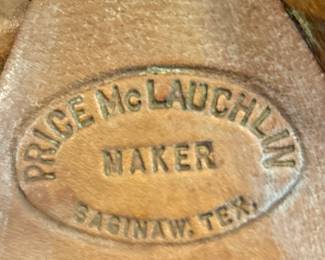 PRICE McLAUCHLIN
MAKER
SAGINAW, TEX.